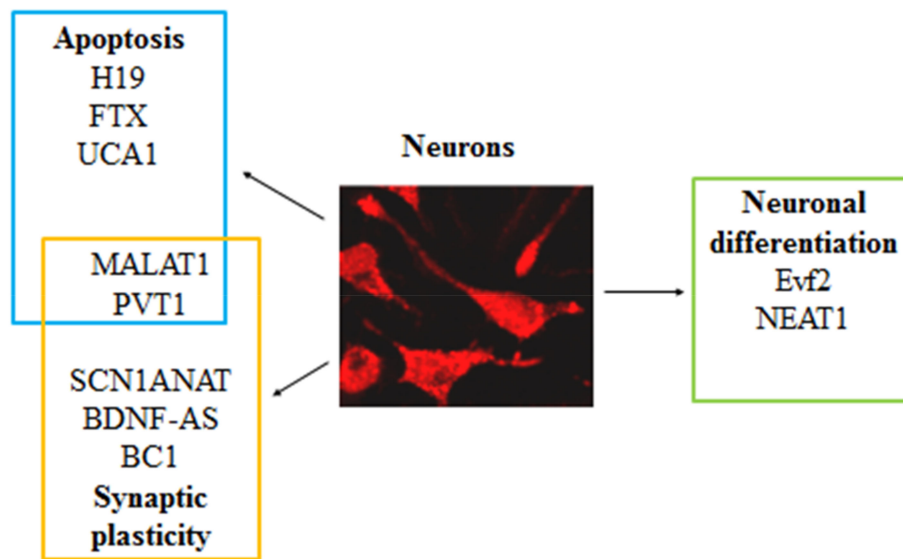 Apoptosis
H19
FTX
UCA1
MALAT1
PVT1
SCN1ANAT
BDNF-AS
BC1
Synaptic
plasticity
Neurons
Neuronal
differentiation
Evf2
NEAT1